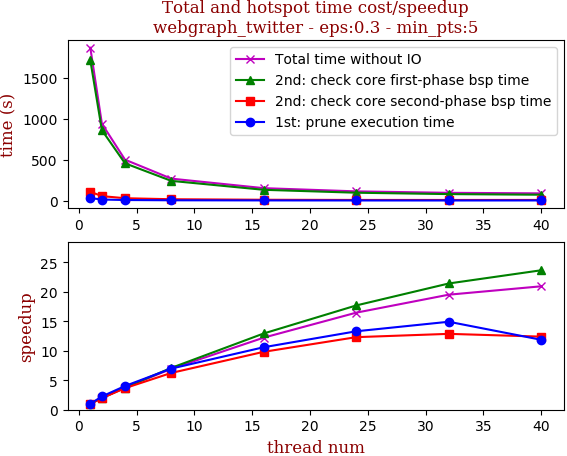 Total and hotspot time cost/speedup
webgraph_twitter - eps:0.3 - min_pts:5
time (s)
1500
1000
500
0
Total time without IO
2nd: check core first-phase bsp time
2nd: check core second-phase bsp time
1st: prune execution time
0 5 10 15 20 25 30 35 40
speedup
25
20
15
10
5
0
0 5 10 15 20 25 30 35 40
thread num